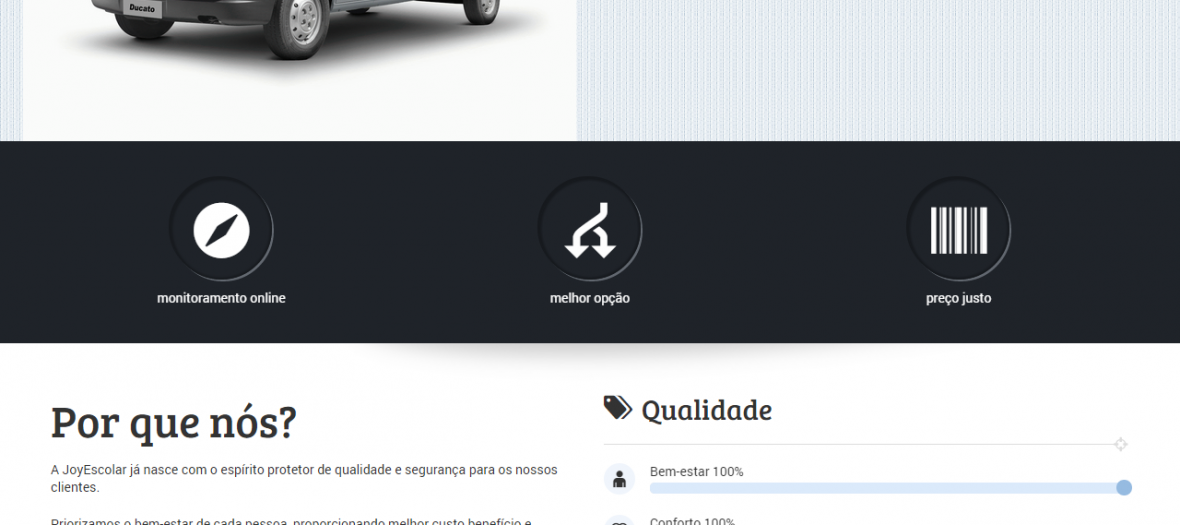 Ducato
monitoramento online
melhor opção
preço justo
Por que nós?
A JoyEscolar já nasce com o espírito protetor de qualidade e segurança para os nossos
clientes.
Priorizamos o bem-estar de cada pessoa, proporcionando melhor custo benefício e
Qualidade
Bem-estar 100%
Conforto 100%